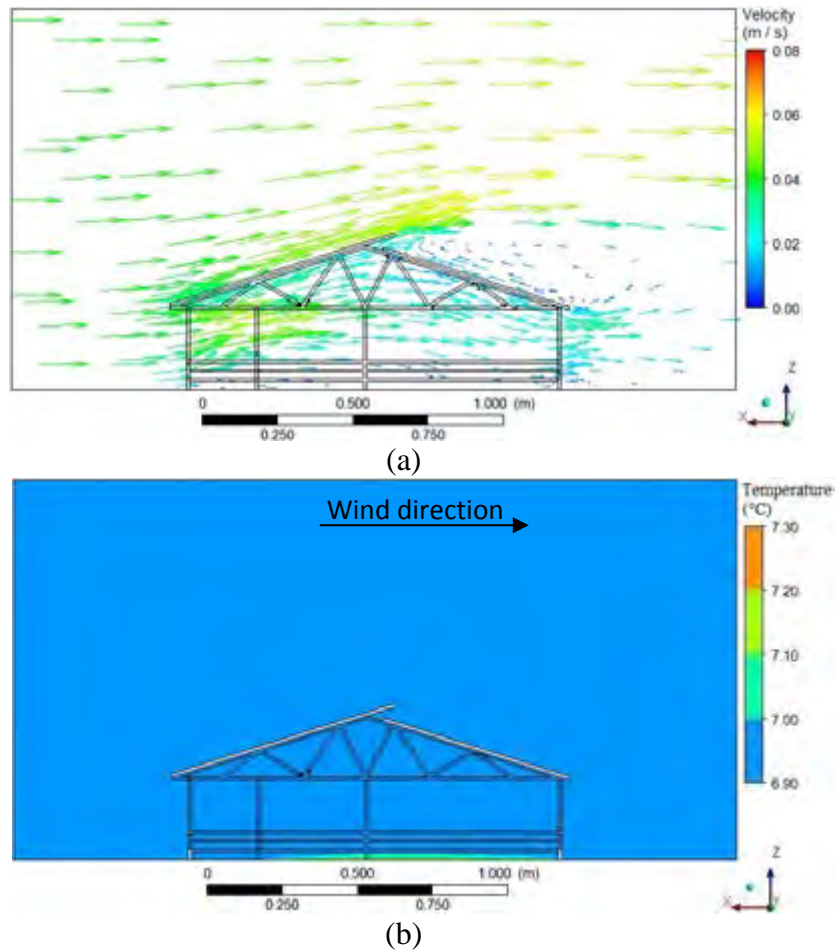 Velocity
(m / s)
0.08
0.06
0.04
0.02
0.00
Z
X
Y
0 0.500 1.000 (m)
0.250 0.750
(a)
Wind direction
Temperature
(°C)
7.30
7.20
7.10
7.00
6.90
Z
X
Y
0 0.500 1.000 (m)
0.250 0.750
(b)